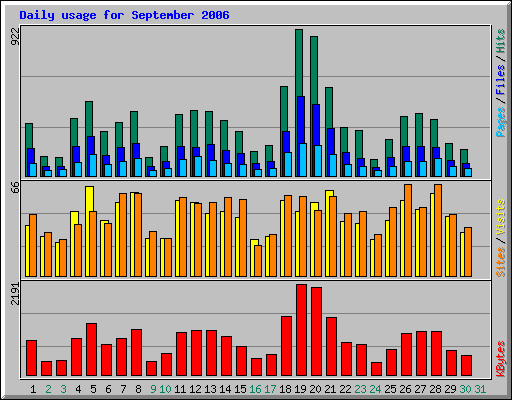 Daily usage for September 2006
922
Pages / Files / Hits
66
Sites / Visits
2191
KBytes
1 2 3 4 5 6 7 8 9 10 11 12 13 14 15 16 17 18 19 20 21 22 23 24 25 26 27 28 29 30 31